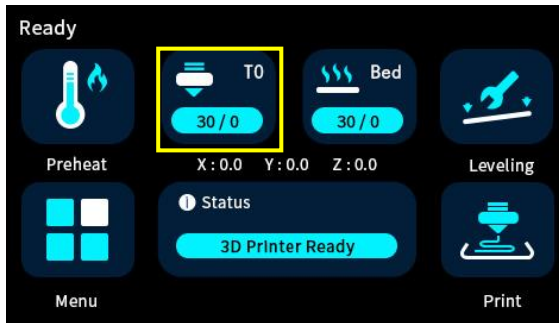 Ready
T0
30 / 0
Bed
30 / 0
Preheat
X : 0.0 Y : 0.0 Z : 0.0
Leveling
Status
3D Printer Ready
Menu
Print